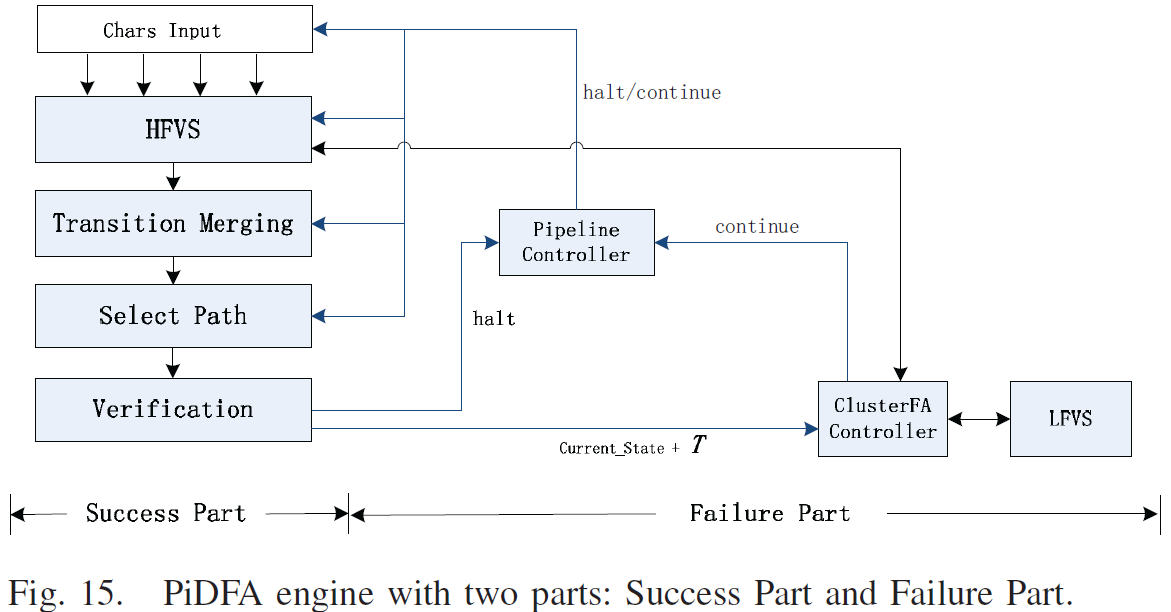 Chars Input
HFVS
Transition Merging
Select Path
Verification
halt/continue
Pipeline
Controller
continue
halt
ClusterFA
Controller
LFVS
Current_State + T
Success Part
Failure Part
Fig. 15. PiDFA engine with two parts: Success Part and Failure Part.